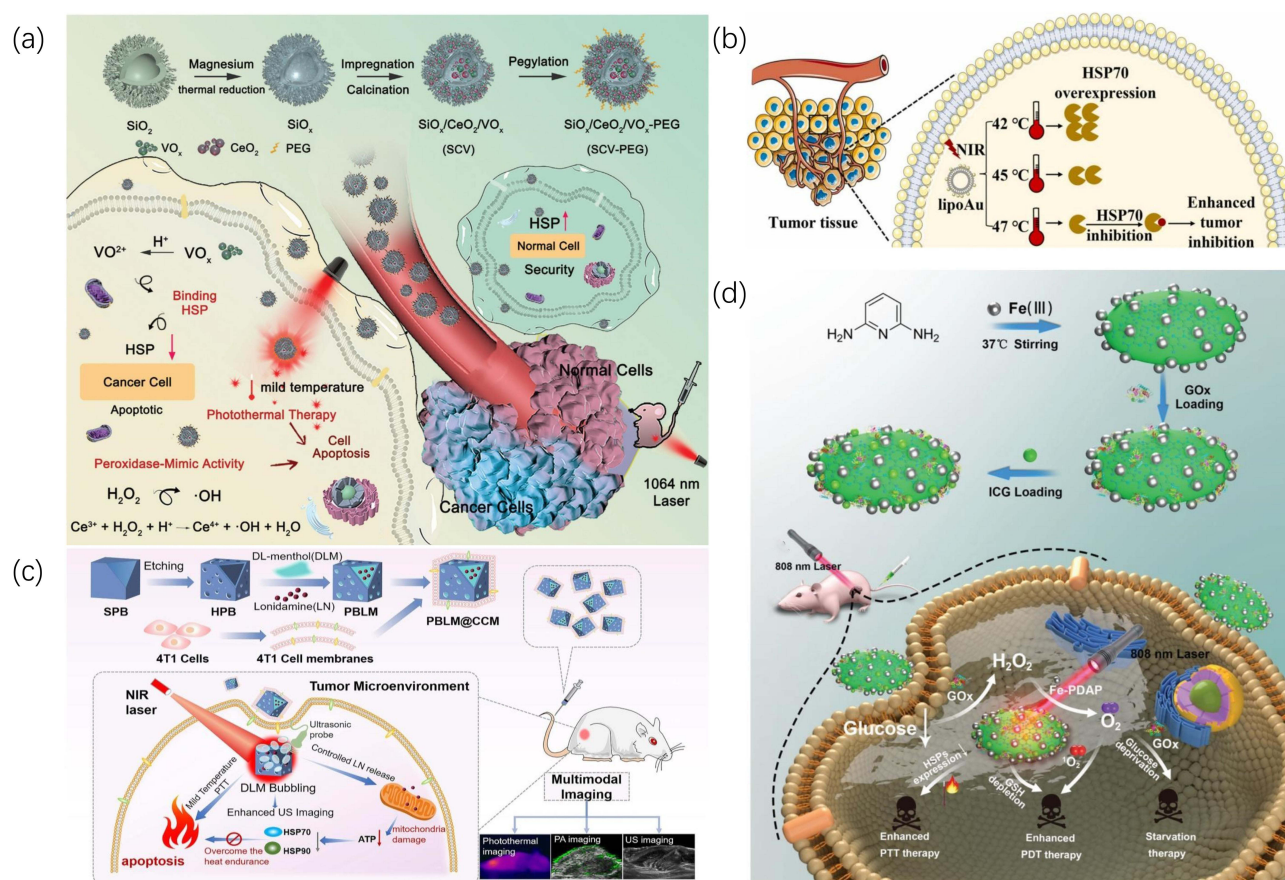 (a)
Magnesium
thermal reduction
Impregnation
Calcination
Pegylation
SiO₂
SiOₓ
SiOₓ/CeO₂/VOₓ
(SCV)
SiOₓ/CeO₂/VOₓ-PEG
(SCV-PEG)
VOₓ
CeO₂
PEG
VO²⁺
H⁺
VOₓ
Binding
HSP
HSP
Cancer Cell
Apoptotic
mild temperature
Photothermal Therapy
Cell
Apoptosis
Peroxidase-Mimic Activity
H₂O₂
·OH
Ce³⁺ + H₂O₂ + H⁺ → Ce⁴⁺ + ·OH + H₂O
HSP
Normal Cell
Security
Normal Cells
Cancer Cells
1064 nm
Laser
(b)
Tumor tissue
HSP70
overexpression
NIR
lipoAu
42 °C
45 °C
47 °C
HSP70
inhibition
Enhanced
tumor
inhibition
(c)
Etching
DL-menthol(DLM)
Lonidamine(LN)
SPB
HPB
PBLM
PBLM@CCM
4T1 Cells
4T1 Cell membranes
NIR
laser
Tumor Microenvironment
Ultrasonic
probe
Controlled LN release
Mild Temperature
PTT
DLM Bubbling
Enhanced US Imaging
mitochondria
damage
ATP
HSP70
HSP90
Overcome the
heat endurance
apoptosis
Multimodal
Imaging
Photothermal
imaging
PA imaging
US imaging
(d)
H₂N
N
NH₂
Fe(Ⅲ)
37℃ Stirring
GOx
Loading
ICG Loading
808 nm Laser
808 nm Laser
H₂O₂
GOx
Fe-PDAP
O₂
Glucose
¹O₂
GOx
Glucose
deprivation
HSPs
expression
GSH
depletion
Enhanced
PTT therapy
Enhanced
PDT therapy
Starvation
therapy